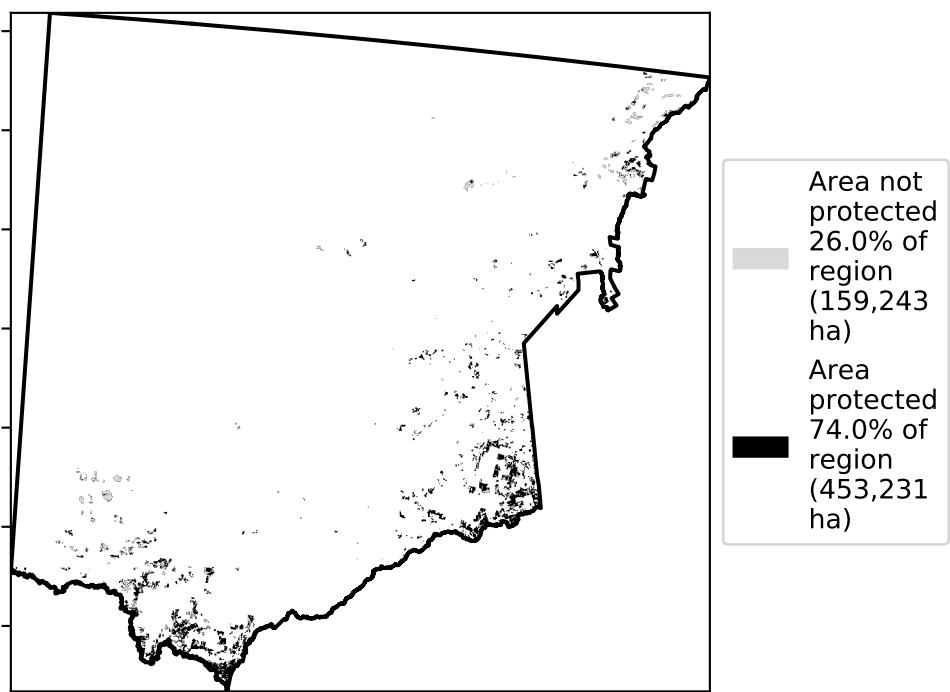 Area not
protected
26.0% of
region
(159,243
ha)
Area
protected
74.0% of
region
(453,231
ha)